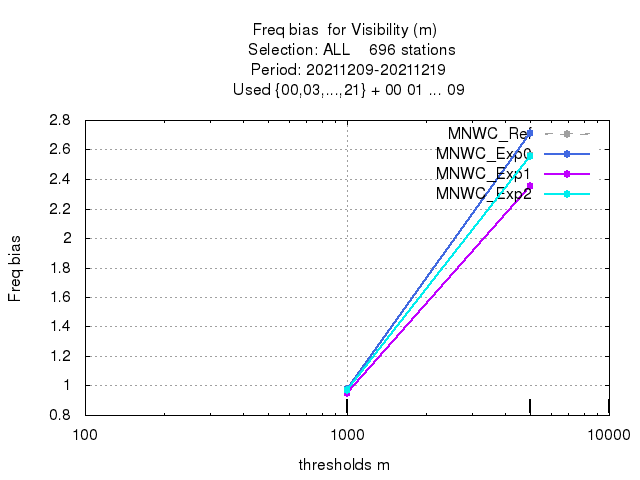 Freq bias  for Visibility (m)
Selection: ALL    696 stations
Period: 20211209-20211219
Used {00,03,...,21} + 00 01 ... 09
MNWC_Ref
MNWC_Exp0
MNWC_Exp1
MNWC_Exp2
2.8
2.6
2.4
2.2
2
1.8
1.6
1.4
1.2
1
0.8
Freq bias
100
1000
10000
thresholds m